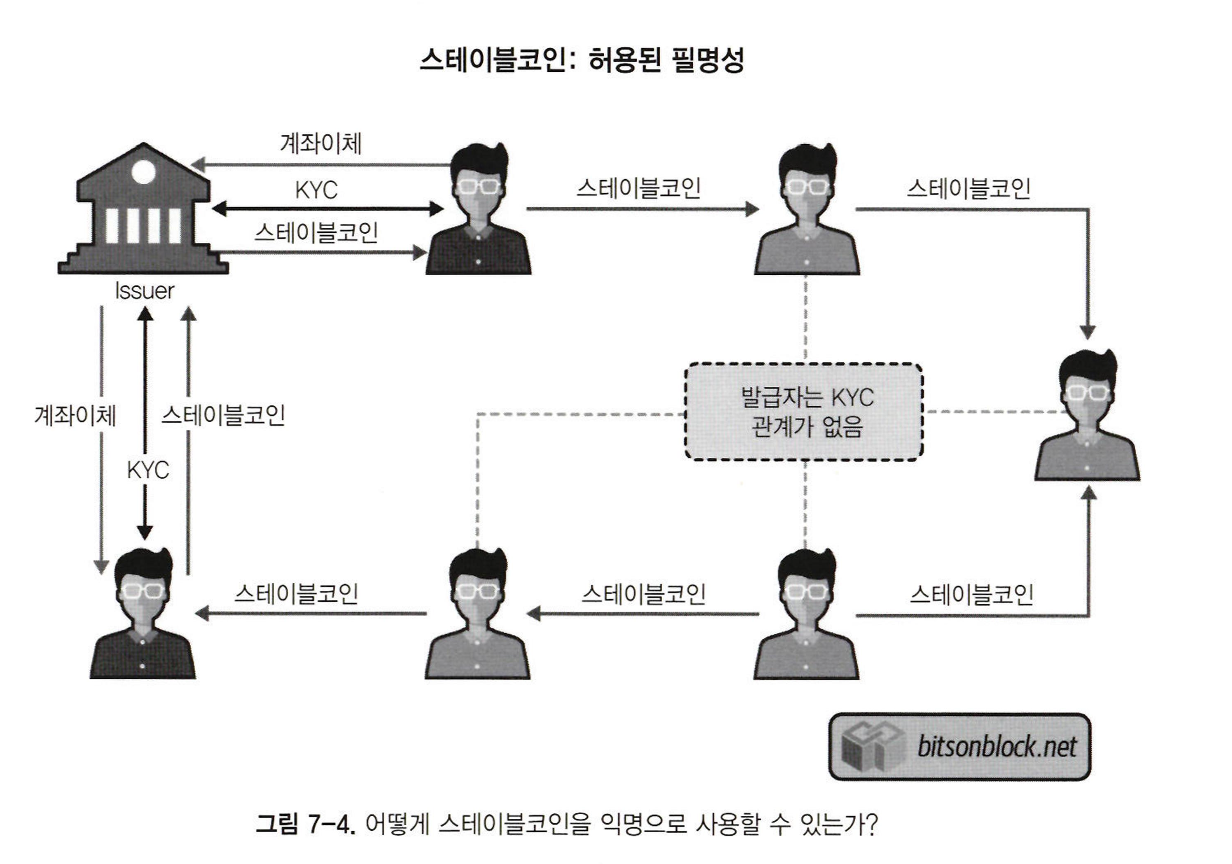 스테이블코인: 허용된 필명성
계좌이체
KYC
스테이블코인
스테이블코인
스테이블코인
Issuer
계좌이체
스테이블코인
KYC
발급자는 KYC
관계가 없음
스테이블코인
스테이블코인
스테이블코인
bitsonblock.net
그림 7-4. 어떻게 스테이블코인을 익명으로 사용할 수 있는가?